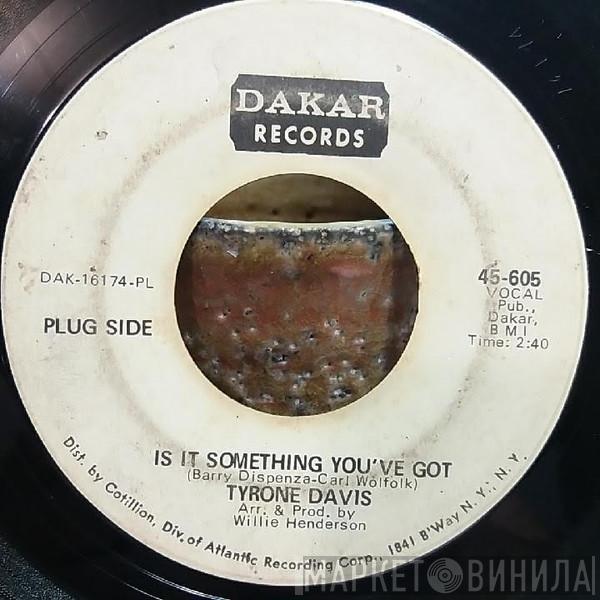 DAKAR
RECORDS
DAK-16174-PL
PLUG SIDE
45-605
VOCAL
Pub.,
Dakar,
BMI
Time: 2:40
IS IT SOMETHING YOU'VE GOT
(Barry Dispenza-Carl Wolfolk)
TYRONE DAVIS
Arr. & Prod. by
Willie Henderson
Dist. by Cotillion, Div. of Atlantic Recording Corp., 1841 B'Way N.Y., N.Y.
МАРКЕТ ВИНИЛА